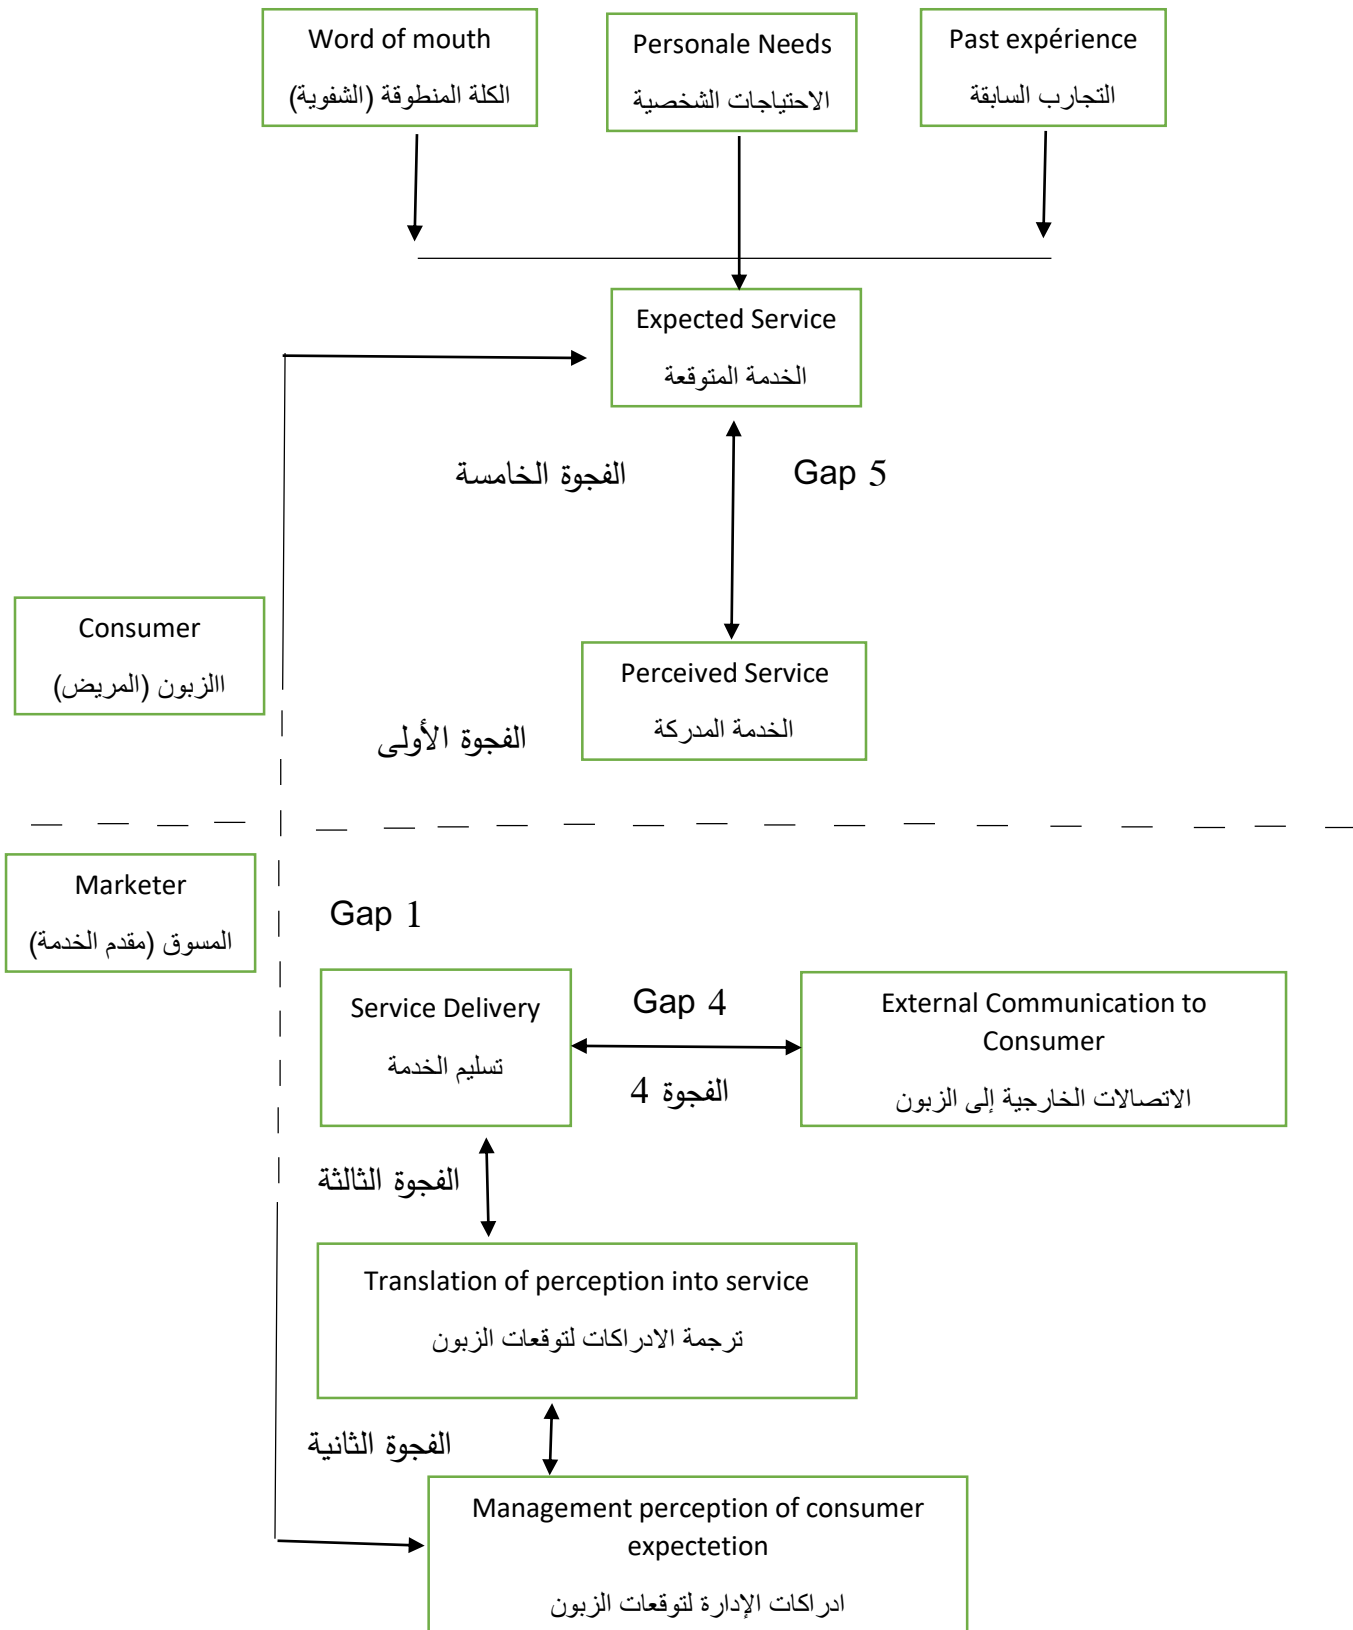 Word of mouth
الكلة المنطوقة (الشفوية)
Personale Needs
الاحتياجات الشخصية
Past expérience
التجارب السابقة
Expected Service
الخدمة المتوقعة
الفجوة الخامسة
Gap 5
Consumer
االزبون (المريض)
Perceived Service
الخدمة المدركة
الفجوة الأولى
Marketer
المسوق (مقدم الخدمة)
Gap 1
Service Delivery
تسليم الخدمة
Gap 4
الفجوة 4
External Communication to
Consumer
الاتصالات الخارجية إلى الزبون
الفجوة الثالثة
Translation of perception into service
ترجمة الادراكات لتوقعات الزبون
الفجوة الثانية
Management perception of consumer
expectetion
ادراكات الإدارة لتوقعات الزبون